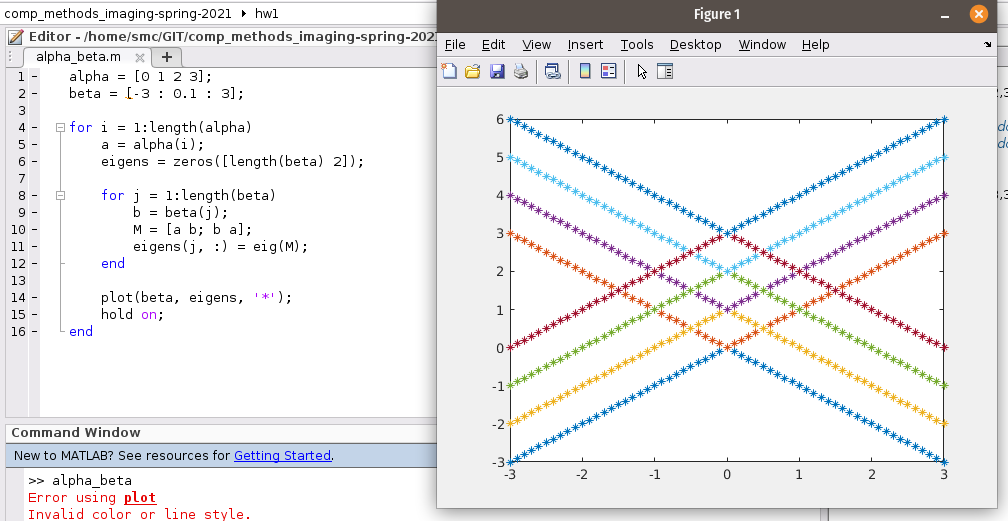 comp_methods_imaging-spring-2021 hw1
Editor - /home/smc/GIT/comp_methods_imaging-spring-202
alpha_beta.m
1 - alpha = [0 1 2 3];
2 - beta = [-3 : 0.1 : 3];
3
4 - for i = 1:length(alpha)
5 - a = alpha(i);
6 - eigens = zeros([length(beta) 2]);
7
8 - for j = 1:length(beta)
9 - b = beta(j);
10 - M = [a b; b a];
11 - eigens(j, :) = eig(M);
12 - end
13
14 - plot(beta, eigens, '*');
15 - hold on;
16 - end
Command Window
New to MATLAB? See resources for Getting Started.
>> alpha_beta
Error using plot
Invalid color or line style.
Figure 1
File Edit View Insert Tools Desktop Window Help
6
5
4
3
2
1
0
-1
-2
-3
-3 -2 -1 0 1 2 3